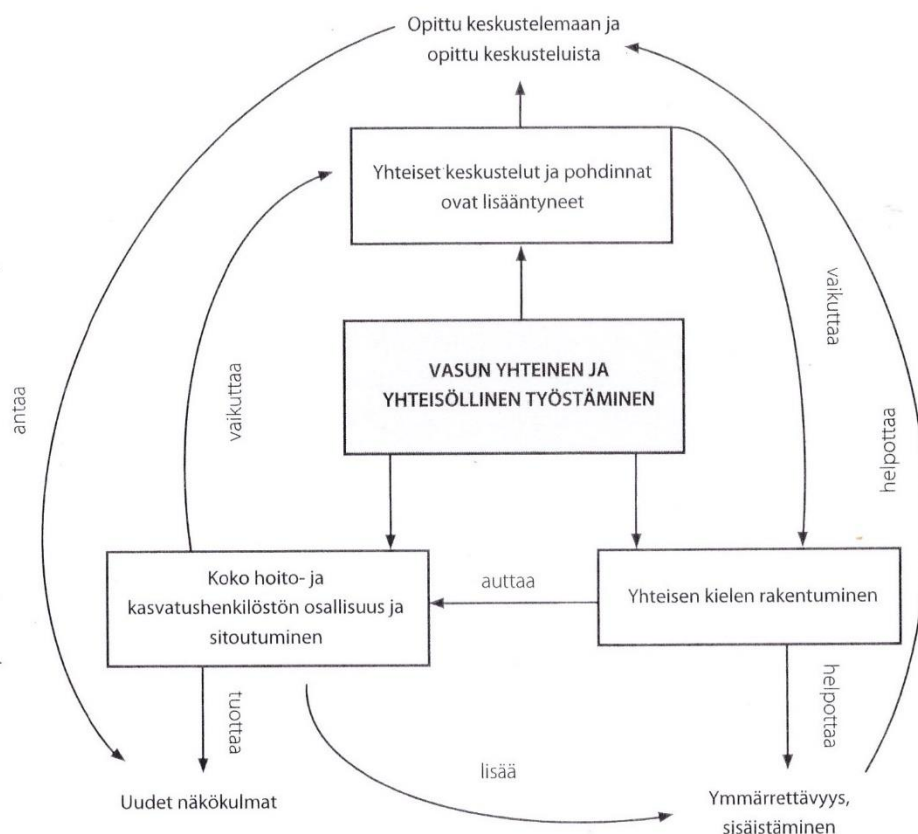 Opittu keskustelemaan ja
opittu keskusteluista
Yhteiset keskustelut ja pohdinnat
ovat lisääntyneet
vaikuttaa
VASUN YHTEINEN JA
YHTEISÖLLINEN TYÖSTÄMINEN
antaa
vaikuttaa
helpottaa
Koko hoito- ja
kasvatushenkilöstön osallisuus ja
sitoutuminen
auttaa
Yhteisen kielen rakentuminen
tuottaa
helpottaa
lisää
Uudet näkökulmat
Ymmärrettävyys,
sisäistäminen